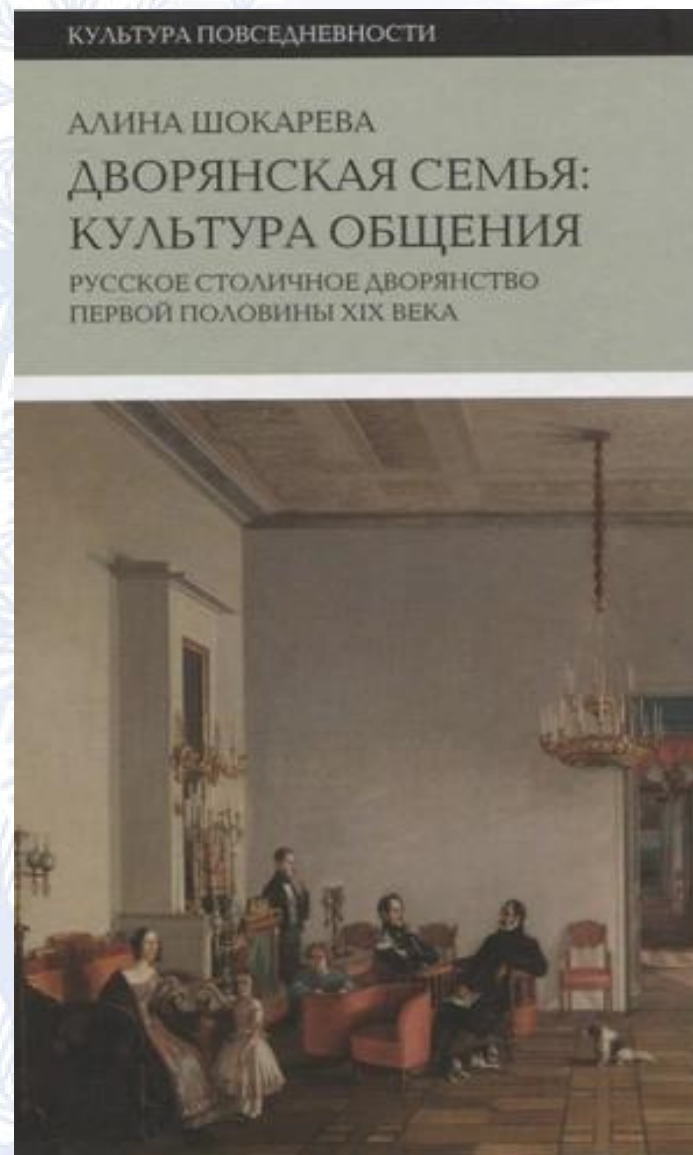 КУЛЬТУРА ПОВСЕДНЕВНОСТИ
АЛИНА ШОКАРЕВА
ДВОРЯНСКАЯ СЕМЬЯ:
КУЛЬТУРА ОБЩЕНИЯ
РУССКОЕ СТОЛИЧНОЕ ДВОРЯНСТВО
ПЕРВОЙ ПОЛОВИНЫ XIX ВЕКА